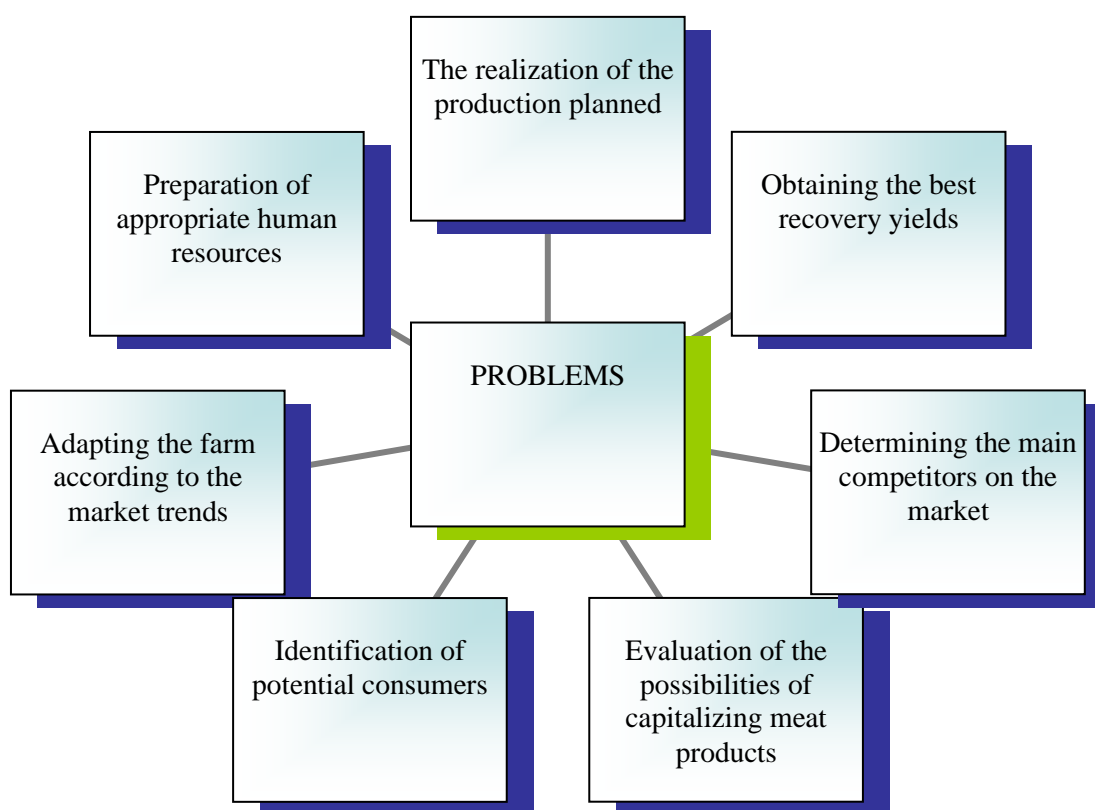 The realization of the
production planned
Preparation of
appropriate human
resources
Obtaining the best
recovery yields
PROBLEMS
Adapting the farm
according to the
market trends
Determining the main
competitors on the
market
Identification of
potential consumers
Evaluation of the
possibilities of
capitalizing meat
products